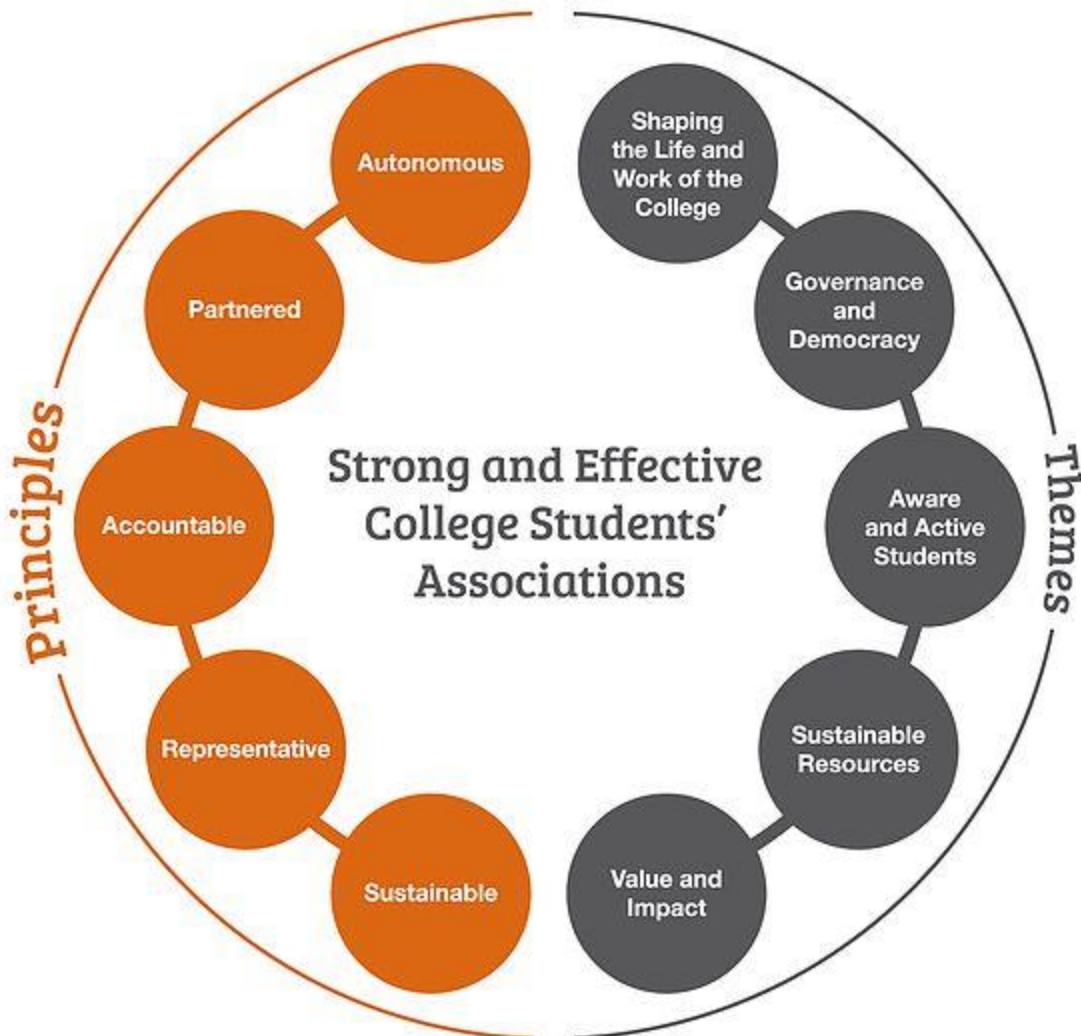 Principles
Autonomous
Partnered
Accountable
Representative
Sustainable
Strong and Effective
College Students’
Associations
Themes
Shaping
the Life and
Work of the
College
Governance
and
Democracy
Aware
and Active
Students
Sustainable
Resources
Value and
Impact